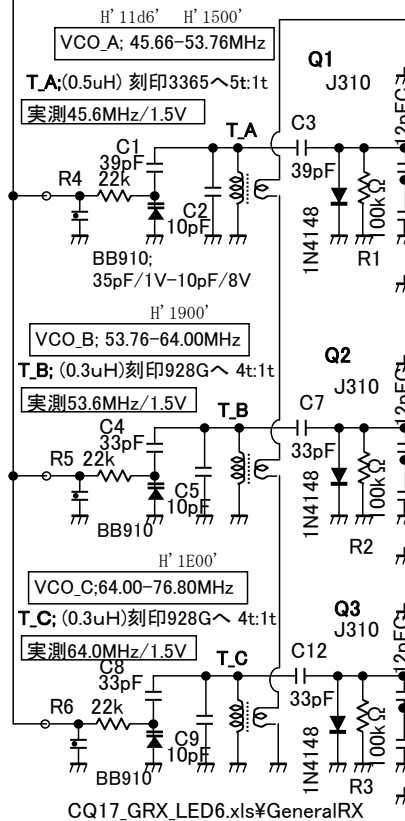 H'11d6' H'1500'
VCO_A; 45.66-53.76MHz
Q1
J310
T_A;(0.5uH) 刻印3365へ5t:1t
実測45.6MHz/1.5V
C1
39pF
T_A
C3
39pF
12pF
R4 22k
C2
10pF
1N4148
100kΩ
R1
BB910;
35pF/1V-10pF/8V
H'1900'
VCO_B; 53.76-64.00MHz
Q2
J310
T_B; (0.3uH)刻印928Gへ 4t:1t
実測53.6MHz/1.5V
C4
33pF
T_B
C7
33pF
12pF
R5 22k
C5
10pF
1N4148
100kΩ
R2
BB910
H'1E00'
VCO_C;64.00-76.80MHz
Q3
J310
T_C; (0.3uH)刻印928Gへ 4t:1t
実測64.0MHz/1.5V
C8
33pF
T_C
C12
33pF
R6 22k
C9
10pF
1N4148
100kΩ
R3
BB910
CQ17_GRX_LED6.xls¥GeneralRX